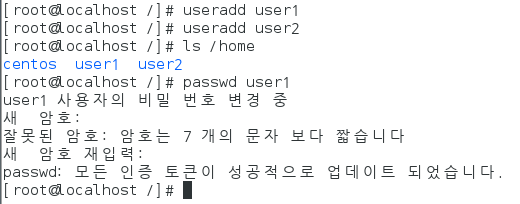 [root@localhost /]# useradd user1
[root@localhost /]# useradd user2
[root@localhost /]# ls /home
centos user1 user2
[root@localhost /]# passwd user1
user1 사용자의 비밀 번호 변경 중
새 암호:
잘못된 암호: 암호는 7 개의 문자 보다 짧습니다
새 암호 재입력:
passwd: 모든 인증 토큰이 성공적으로 업데이트 되었습니다.
[root@localhost /]#